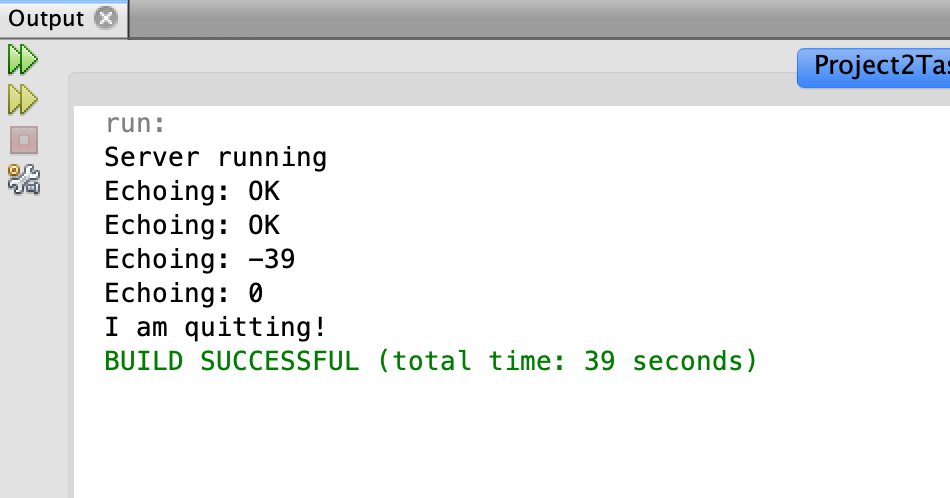 Output
Project2Tas
run:
Server running
Echoing: OK
Echoing: OK
Echoing: -39
Echoing: 0
I am quitting!
BUILD SUCCESSFUL (total time: 39 seconds)